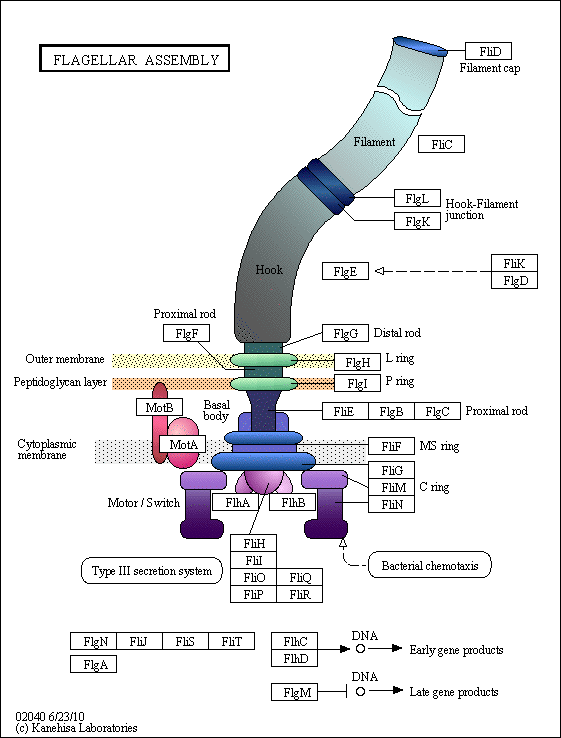 FLAGELLAR ASSEMBLY
FliD
Filament cap
Filament
FliC
FlgL
FlgK
Hook-Filament
junction
Hook
FlgE
FliK
FlgD
Proximal rod
FlgF
FlgG
Distal rod
Outer membrane
FlgH
L ring
Peptidoglycan layer
FlgI
P ring
MotB
Basal
body
FliE
FlgB
FlgC
Proximal rod
Cytoplasmic
membrane
MotA
FliF
MS ring
FliG
FliM
FliN
C ring
Motor / Switch
FlhA
FlhB
FliH
FliI
FliO
FliQ
FliP
FliR
Type III secretion system
Bacterial chemotaxis
FlgN
FliJ
FliS
FliT
FlgA
FlhC
FlhD
DNA
Early gene products
FlgM
DNA
Late gene products
02040 6/23/10
(c) Kanehisa Laboratories